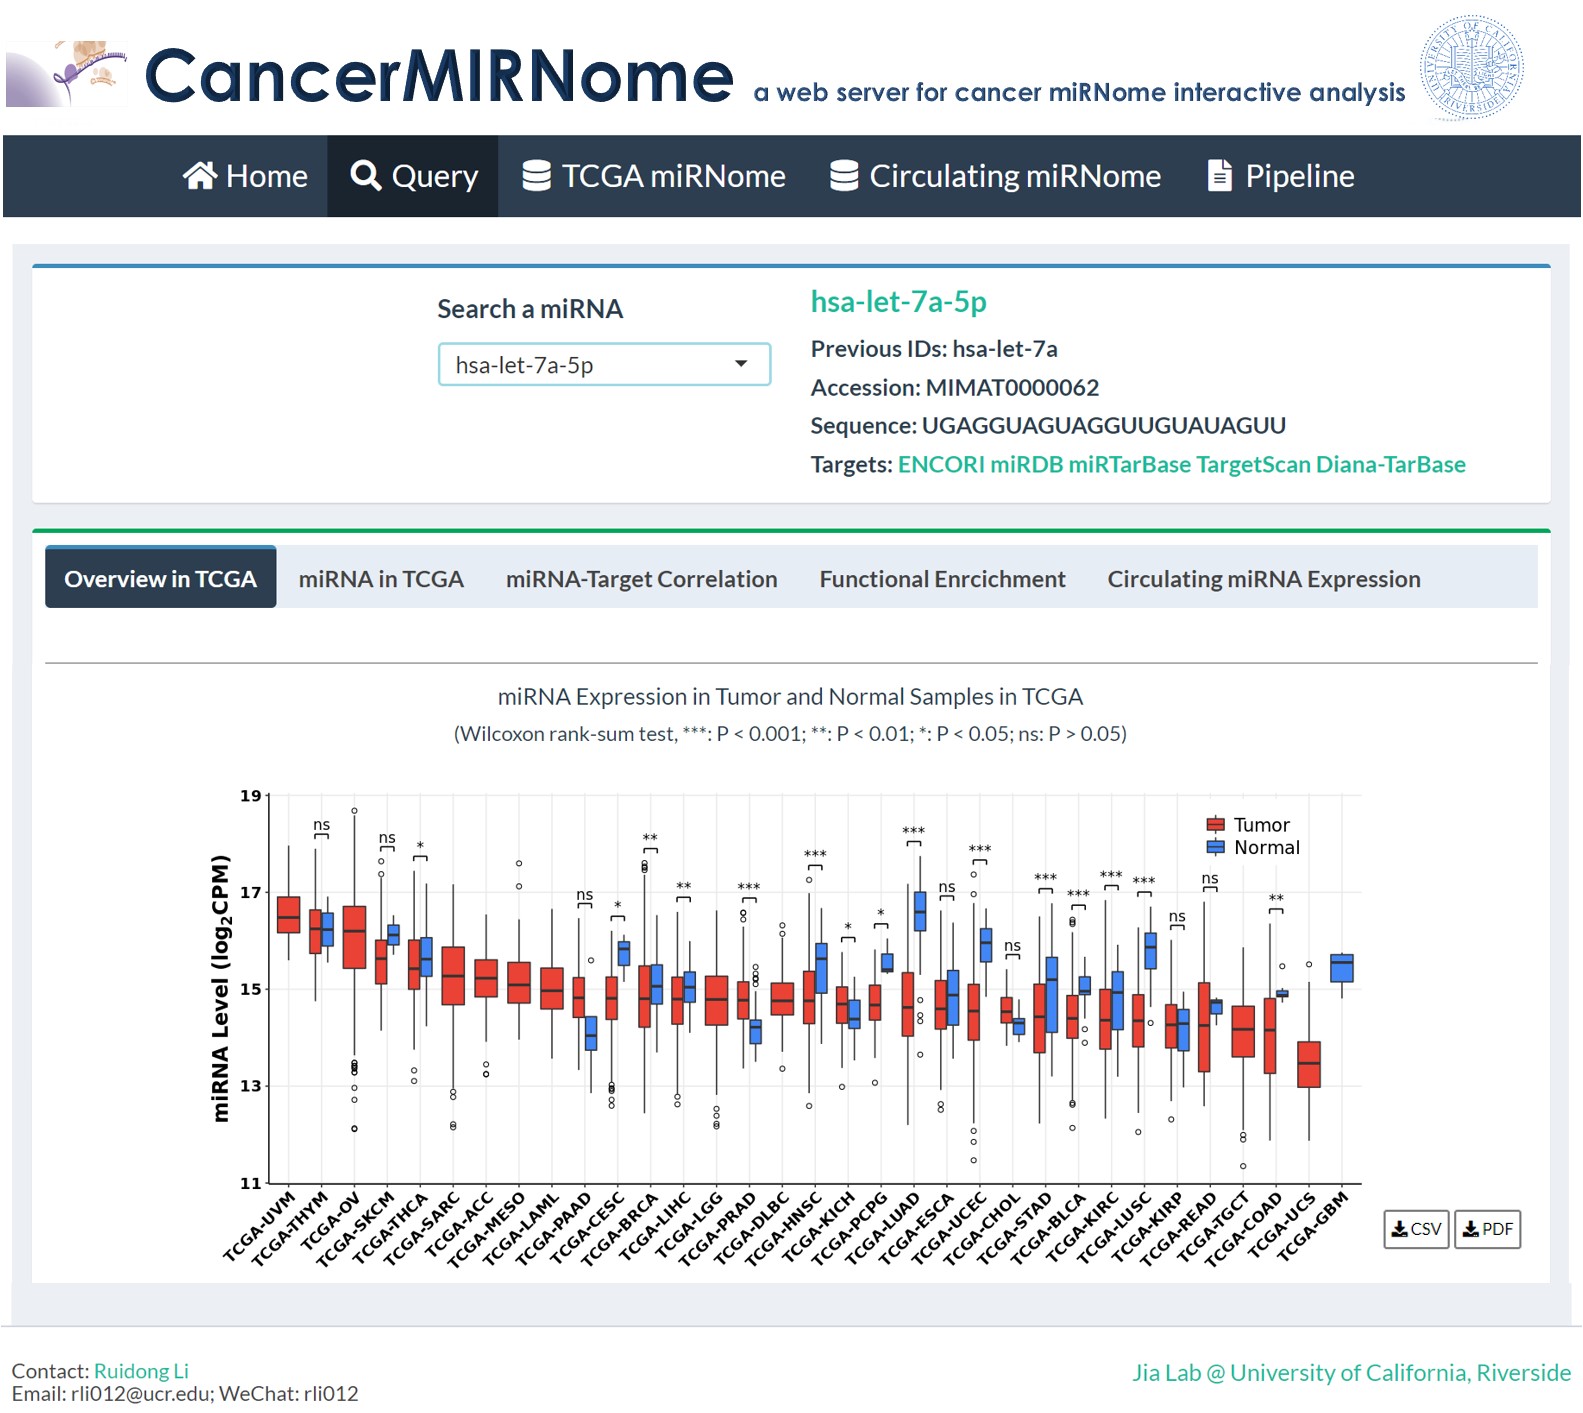 CancerMIRNome a web server for cancer miRNome interactive analysis
UNIVERSITY OF CALIFORNIA
Home Query TCGA miRNome Circulating miRNome Pipeline
Search a miRNA
hsa-let-7a-5p
hsa-let-7a-5p
Previous IDs: hsa-let-7a
Accession: MIMAT0000062
Sequence: UGAGGUAGUAGGUUGUAUAGUU
Targets: ENCORI miRDB miRTarBase TargetScan Diana-TarBase
Overview in TCGA miRNA in TCGA miRNA-Target Correlation Functional Enrcichment Circulating miRNA Expression
miRNA Expression in Tumor and Normal Samples in TCGA
(Wilcoxon rank-sum test, ***: P < 0.001; **: P < 0.01; *: P < 0.05; ns: P > 0.05)
miRNA Level (log₂CPM)
19
17
15
13
11
ns ns * ns * ** ** *** *** * * *** ns *** ns *** *** *** *** ns ns **
Tumor
Normal
TCGA-UVM
TCGA-THYM
TCGA-OV
TCGA-SKCM
TCGA-THCA
TCGA-SARC
TCGA-ACC
TCGA-MESO
TCGA-LAML
TCGA-PAAD
TCGA-CESC
TCGA-BRCA
TCGA-LIHC
TCGA-LGG
TCGA-PRAD
TCGA-DLBC
TCGA-HNSC
TCGA-KICH
TCGA-PCPG
TCGA-LUAD
TCGA-ESCA
TCGA-UCEC
TCGA-CHOL
TCGA-STAD
TCGA-BLCA
TCGA-KIRC
TCGA-LUSC
TCGA-KIRP
TCGA-READ
TCGA-TGCT
TCGA-COAD
TCGA-UCS
TCGA-GBM
CSV PDF
Contact: Ruidong Li
Email: rli012@ucr.edu; WeChat: rli012
Jia Lab @ University of California, Riverside